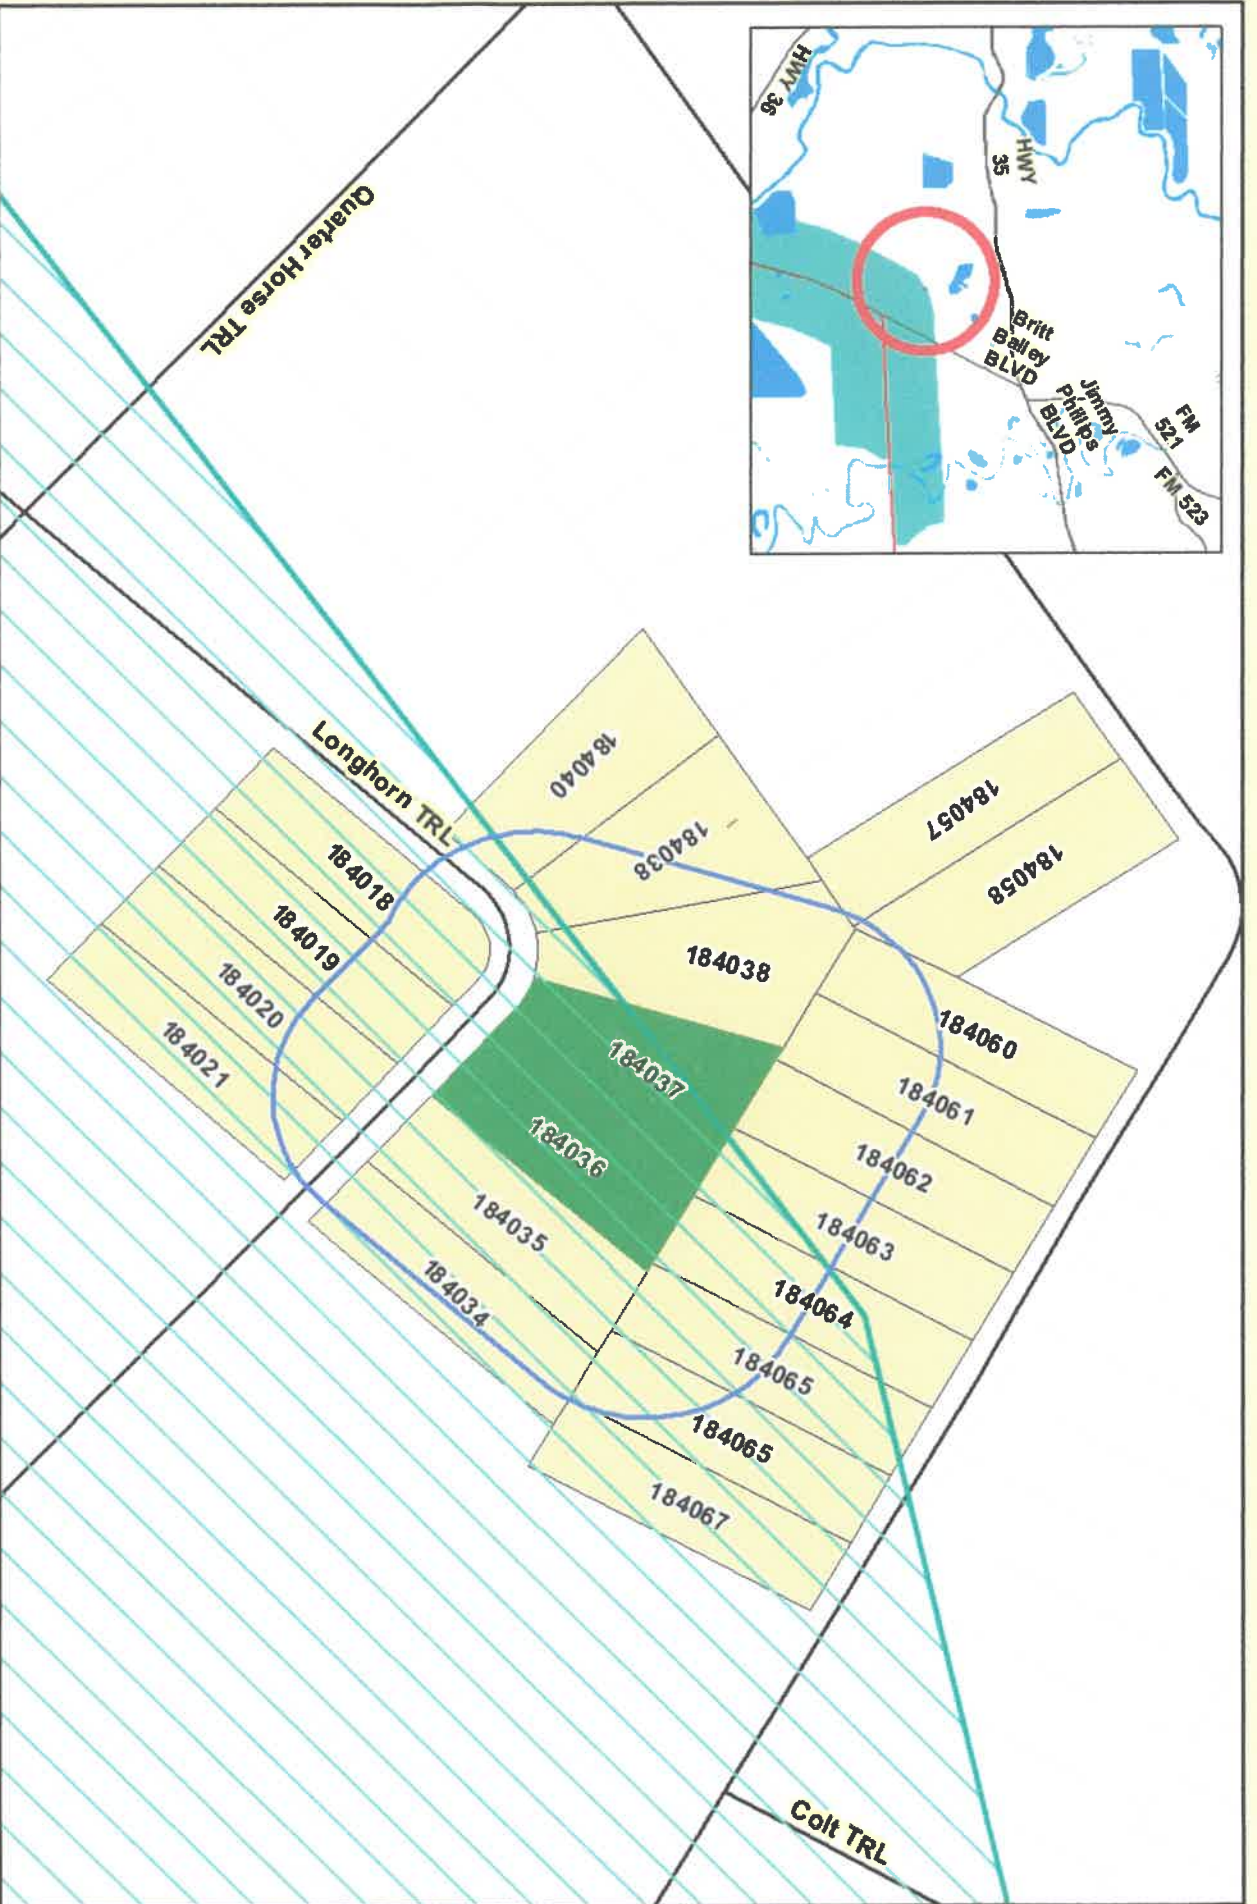 HWY 36
HWY
35
Britt
Bailey
BLVD
Jimmy
Phillips
BLVD
FM
521
FM 523
Quarter Horse TRL
Longhorn TRL
184040
184038
184057
184058
184018
184019
184020
184021
184038
184037
184036
184035
184034
184060
184061
184062
184063
184064
184065
184065
184067
Colt TRL